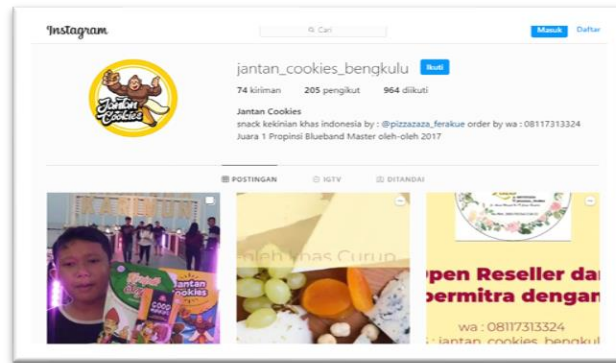 Instagram
Cari
Masuk Daftar
jantan_cookies_bengkulu Ikuti
74 kiriman 205 pengikut 964 diikuti
Jantan Cookies
snack kekinian khas indonesia by : @pizzazaza_ferakue order by wa : 08117313324
Juara 1 Propinsi Blueband Master oleh-oleh 2017
Jantan
Cookies
POSTINGAN IGTV DITANDAI
Jantan
GOOD
oleh khas Curup
Open Reseller dan
bermitra dengan
wa : 08117313324
: jantan_cookies_bengkul